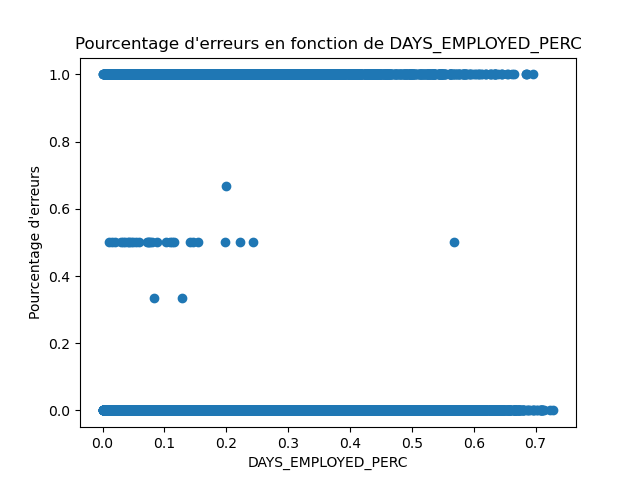 Pourcentage d'erreurs en fonction de DAYS_EMPLOYED_PERC
1.0
0.8
0.6
0.4
0.2
0.0
Pourcentage d'erreurs
0.0 0.1 0.2 0.3 0.4 0.5 0.6 0.7
DAYS_EMPLOYED_PERC